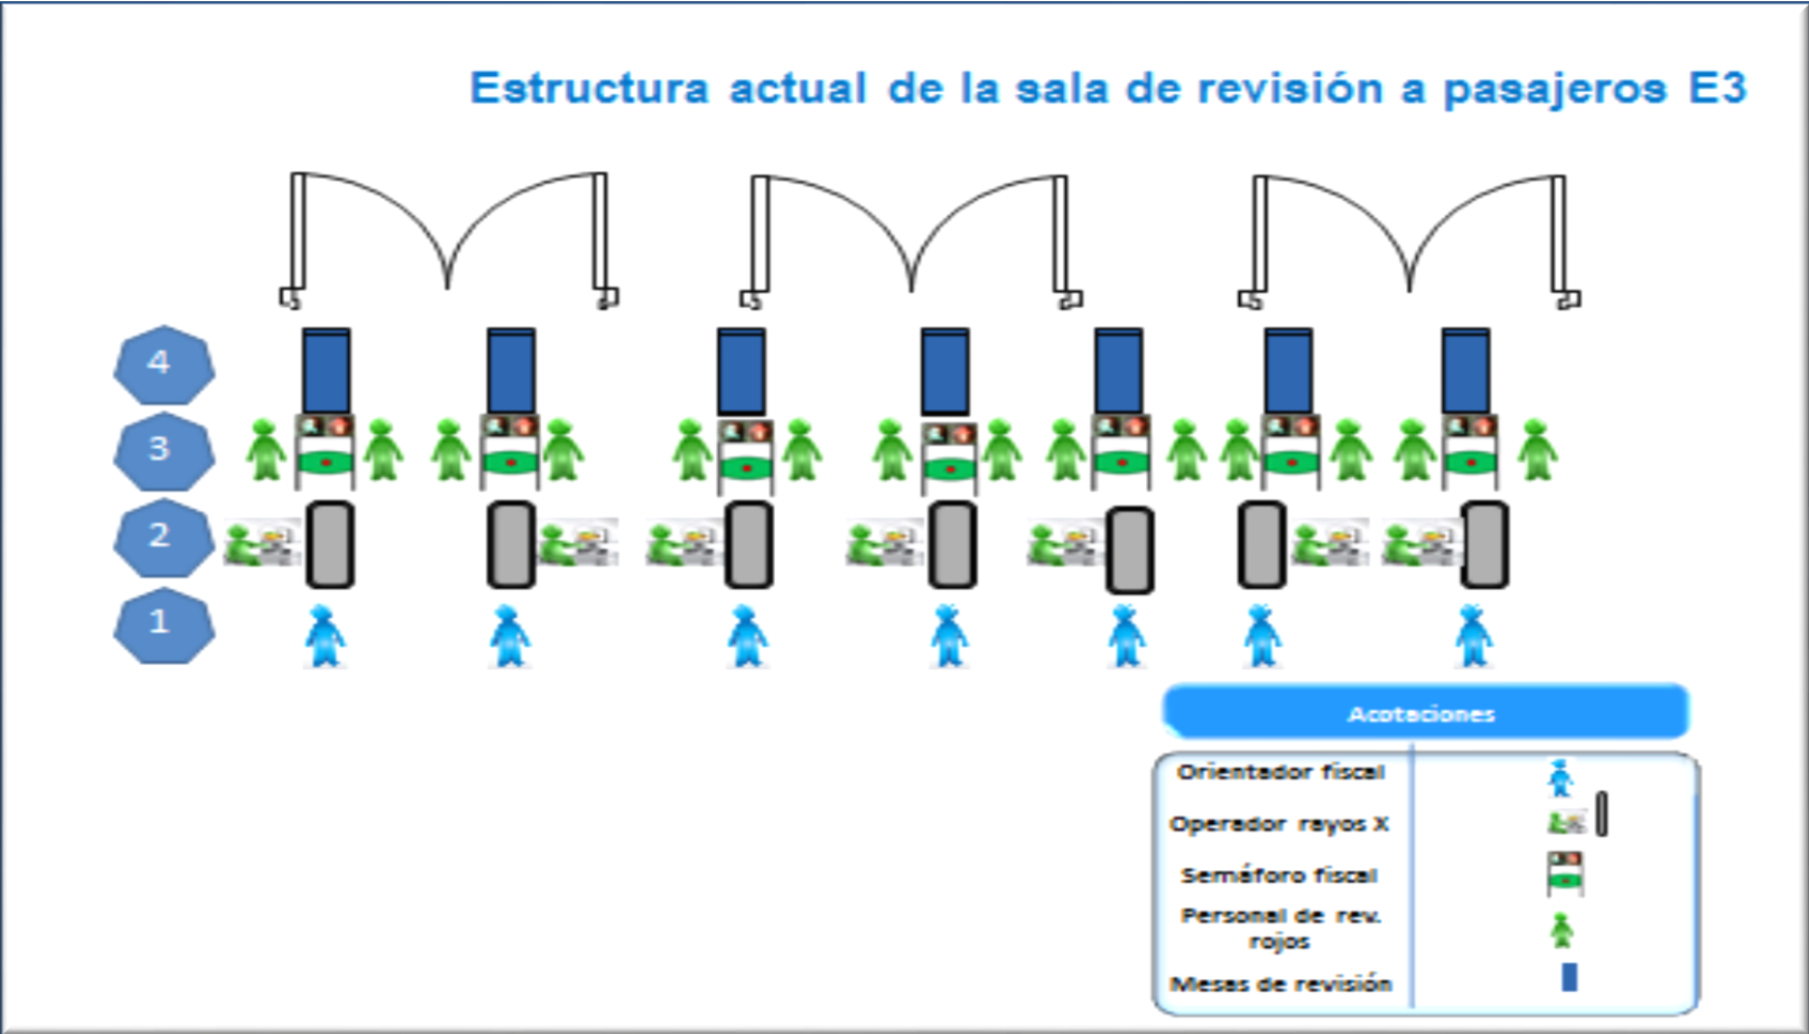 Estructura actual de la sala de revisión a pasajeros E3
4
3
2
1
Acotaciones
Orientador fiscal
Operador rayos X
Semáforo fiscal
Personal de rev.
rojos
Mesas de revisión